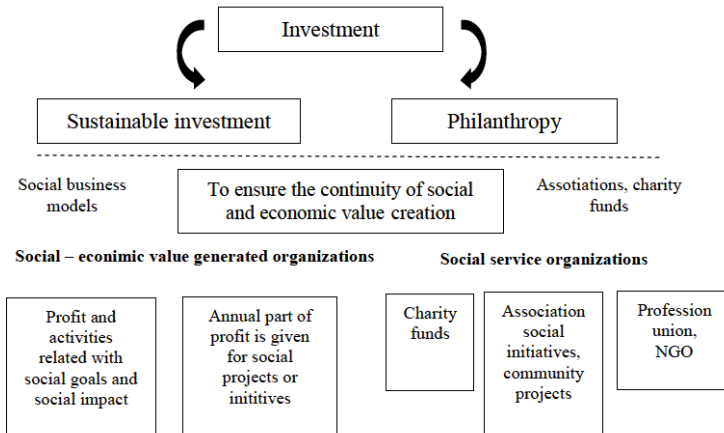 Investment
Sustainable investment
Philanthropy
Social business
models
To ensure the continuity of social
and economic value creation
Assotiations, charity
funds
Social – econimic value generated organizations
Social service organizations
Profit and
activities
related with
social goals and
social impact
Annual part of
profit is given
for social
projects or
inititives
Charity
funds
Association
social
initiatives,
community
projects
Profession
union,
NGO